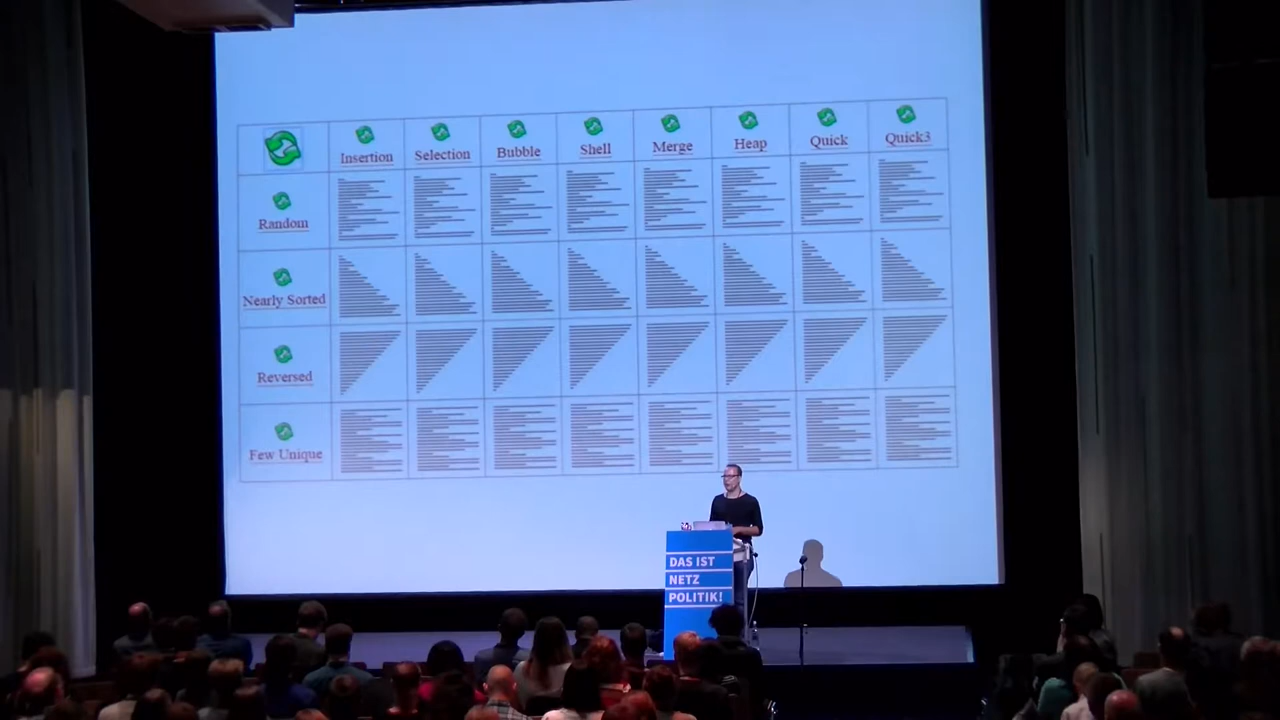 Insertion Selection Bubble Shell Merge Heap Quick Quick3
Random
Nearly Sorted
Reversed
Few Unique
DAS IST
NETZ
POLITIK!